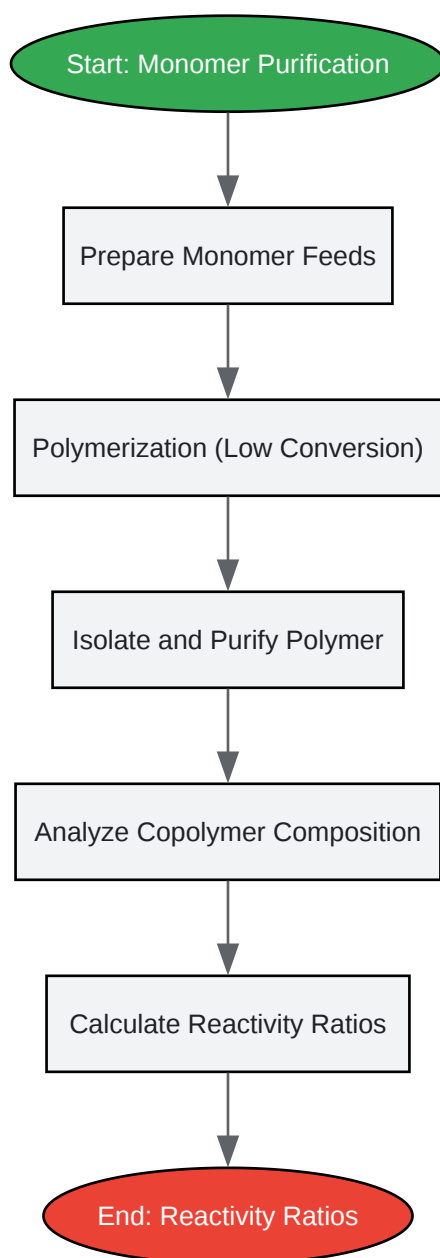 Start: Monomer Purification
Prepare Monomer Feeds
Polymerization (Low Conversion)
Isolate and Purify Polymer
Analyze Copolymer Composition
Calculate Reactivity Ratios
End: Reactivity Ratios